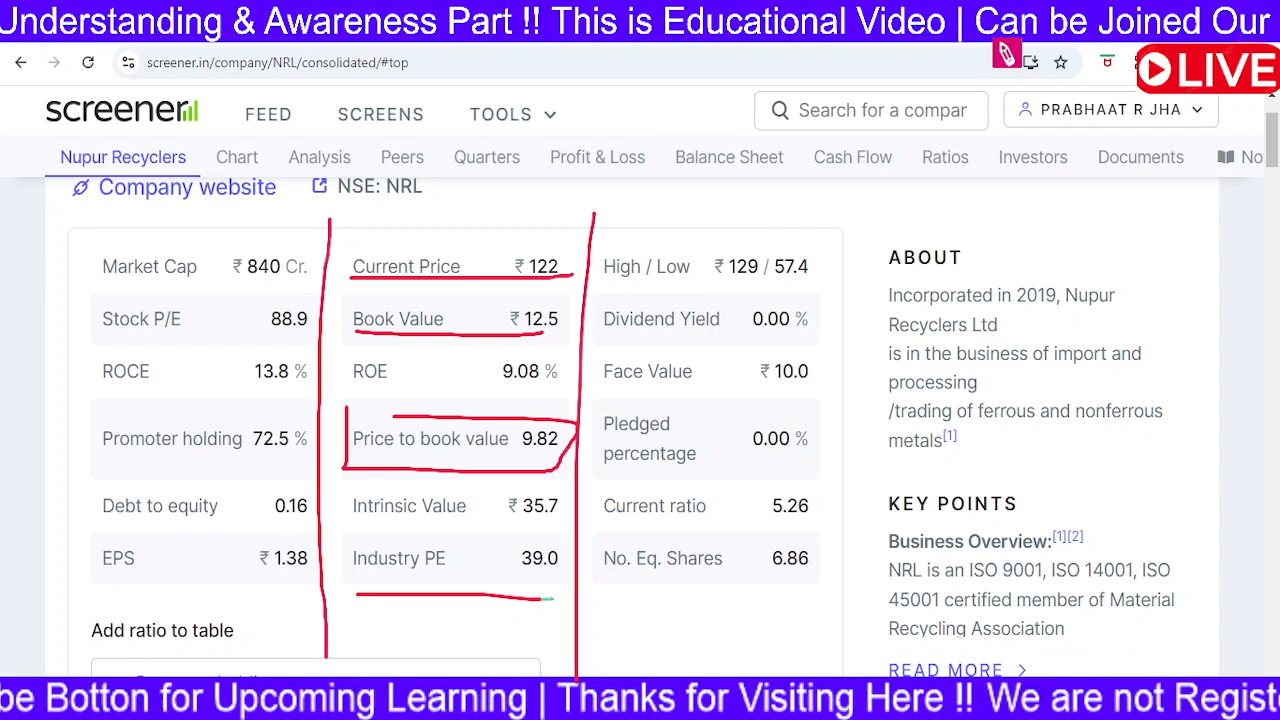 Understanding & Awareness Part !! This is Educational Video | Can be Joined Our
screener.in/company/NRL/consolidated/#top
LIVE
screener
FEED SCREENS TOOLS
Search for a compar
PRABHAAT R JHA
Nupur Recyclers Chart Analysis Peers Quarters Profit & Loss Balance Sheet Cash Flow Ratios Investors Documents No
Company website NSE: NRL
Market Cap ₹ 840 Cr. Current Price ₹ 122 High / Low ₹ 129 / 57.4
Stock P/E 88.9 Book Value ₹ 12.5 Dividend Yield 0.00 %
ROCE 13.8 % ROE 9.08 % Face Value ₹ 10.0
Promoter holding 72.5 % Price to book value 9.82 Pledged percentage 0.00 %
Debt to equity 0.16 Intrinsic Value ₹ 35.7 Current ratio 5.26
EPS ₹ 1.38 Industry PE 39.0 No. Eq. Shares 6.86
Add ratio to table
ABOUT
Incorporated in 2019, Nupur
Recyclers Ltd
is in the business of import and
processing
/trading of ferrous and nonferrous
metals[1]
KEY POINTS
Business Overview:[1][2]
NRL is an ISO 9001, ISO 14001, ISO
45001 certified member of Material
Recycling Association
READ MORE
be Botton for Upcoming Learning | Thanks for Visiting Here !! We are not Regist